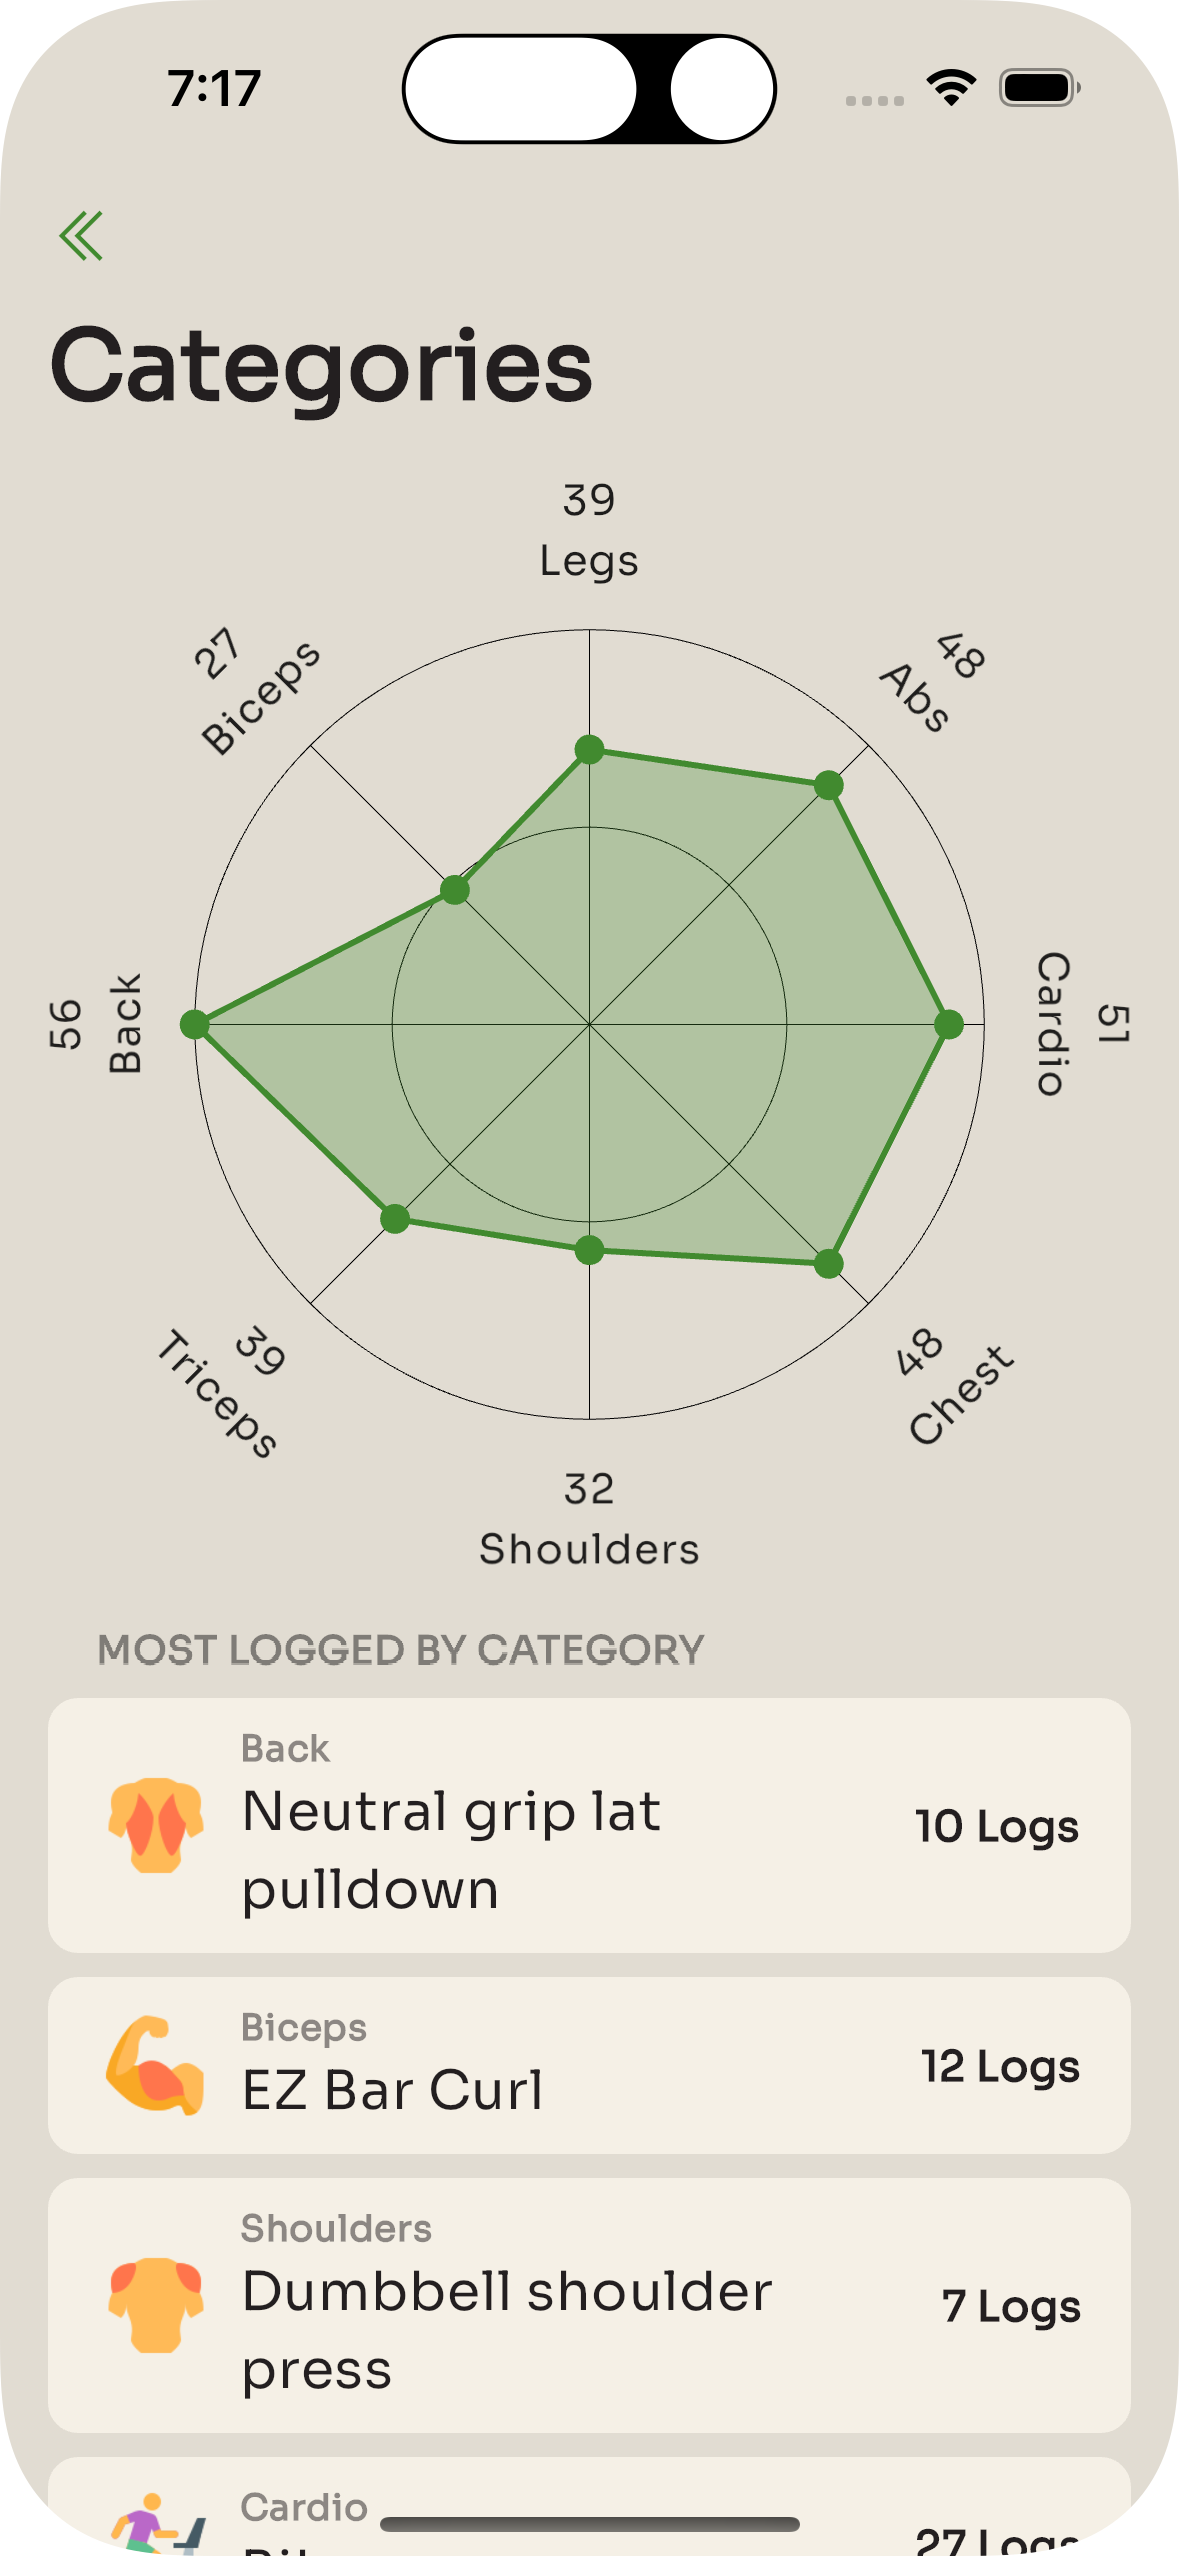 7:17
Categories
39
Legs
27
Biceps
48
Abs
56
Back
51
Cardio
39
Triceps
48
Chest
32
Shoulders
MOST LOGGED BY CATEGORY
Back
Neutral grip lat
pulldown
10 Logs
Biceps
EZ Bar Curl
12 Logs
Shoulders
Dumbbell shoulder
press
7 Logs
Cardio
27 Logs